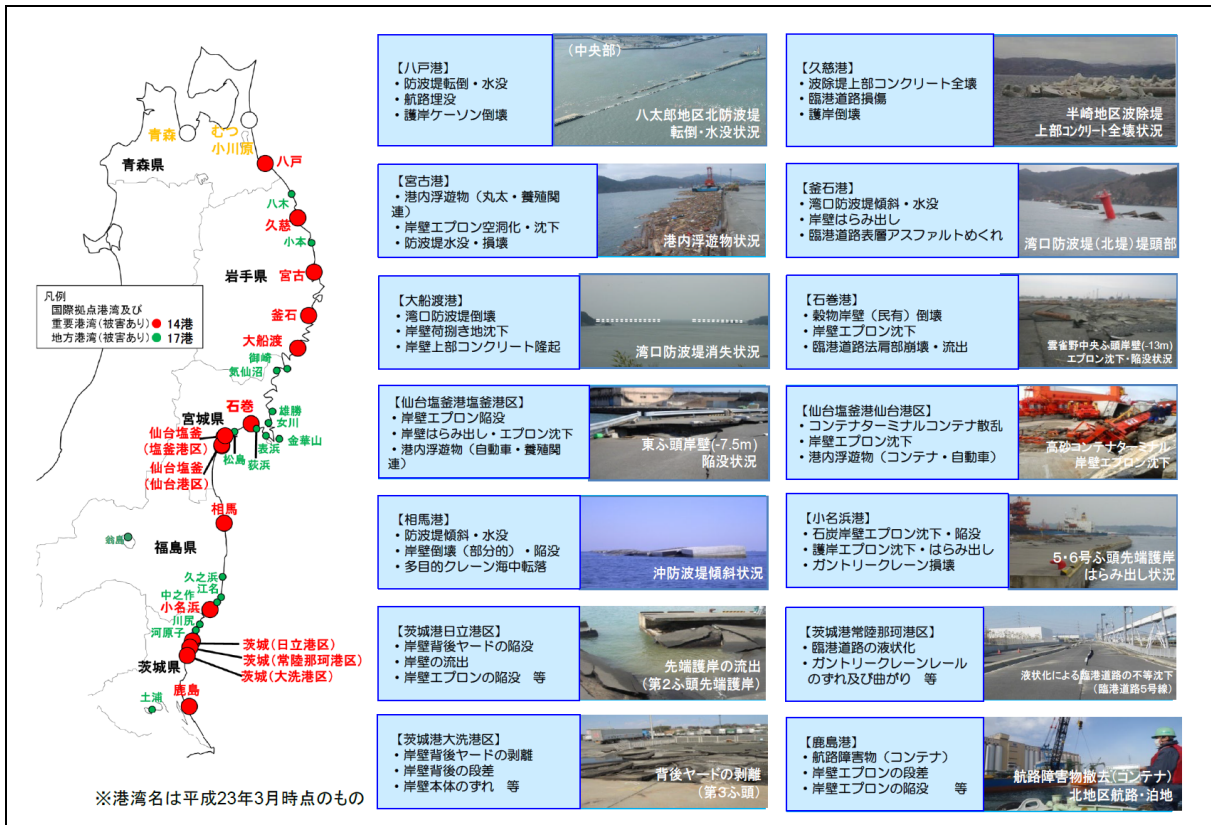 青森
むつ
小川原
青森県
八戸
八木
久慈
小本
岩手県
宮古
凡例
国際拠点港湾及び
重要港湾(被害あり) 14港
地方港湾(被害あり) 17港
釜石
大船渡
御崎
気仙沼
石巻
宮城県
雄勝
女川
仙台塩釜
(塩釜港区)
金華山
表浜
荻浜
松島
仙台塩釜
(仙台港区)
相馬
翁島
福島県
久之浜
江名
中之作
小名浜
川尻
河原子
茨城(日立港区)
茨城(常陸那珂港区)
茨城県
茨城(大洗港区)
土浦
鹿島
※港湾名は平成23年3月時点のもの
【八戸港】
・防波堤転倒・水没
・航路埋没
・護岸ケーソン倒壊
(中央部)
八太郎地区北防波堤
転倒・水没状況
【久慈港】
・波除堤上部コンクリート全壊
・臨港道路損傷
・護岸倒壊
半崎地区波除堤
上部コンクリート全壊状況
【宮古港】
・港内浮遊物(丸太・養殖関
連)
・岸壁エプロン空洞化・沈下
・防波堤水没・損壊
港内浮遊物状況
【釜石港】
・湾口防波堤傾斜・水没
・岸壁はらみ出し
・臨港道路表層アスファルトめくれ
湾口防波堤(北堤)堤頭部
【大船渡港】
・湾口防波堤倒壊
・岸壁荷捌き地沈下
・岸壁上部コンクリート隆起
湾口防波堤消失状況
【石巻港】
・穀物岸壁(民有)倒壊
・岸壁エプロン沈下
・臨港道路法肩部崩壊・流出
雲雀野中央ふ頭岸壁(-13m)
エプロン沈下・陥没状況
【仙台塩釜港塩釜港区】
・岸壁エプロン陥没
・岸壁はらみ出し・エプロン沈下
・港内浮遊物(自動車・養殖関
連)
東ふ頭岸壁(-7.5m)
陥没状況
【仙台塩釜港仙台港区】
・コンテナターミナルコンテナ散乱
・岸壁エプロン沈下
・港内浮遊物(コンテナ・自動車)
高砂コンテナターミナル
岸壁エプロン沈下
【相馬港】
・防波堤傾斜・水没
・岸壁倒壊(部分的)・陥没
・多目的クレーン海中転落
沖防波堤傾斜状況
【小名浜港】
・石炭岸壁エプロン沈下・陥没
・護岸エプロン沈下・はらみ出し
・ガントリークレーン損壊
5・6号ふ頭先端護岸
はらみ出し状況
【茨城港日立港区】
・岸壁背後ヤードの陥没
・岸壁の流出
・岸壁エプロンの陥没 等
先端護岸の流出
(第2ふ頭先端護岸)
【茨城港常陸那珂港区】
・臨港道路の液状化
・ガントリークレーンレール
のずれ及び曲がり 等
液状化による臨港道路の不等沈下
(臨港道路5号線)
【茨城港大洗港区】
・岸壁背後ヤードの剥離
・岸壁背後の段差
・岸壁本体のずれ 等
背後ヤードの剥離
(第3ふ頭)
【鹿島港】
・航路障害物(コンテナ)
・岸壁エプロンの段差
・岸壁エプロンの陥没 等
航路障害物撤去(コンテナ)
北地区航路・泊地